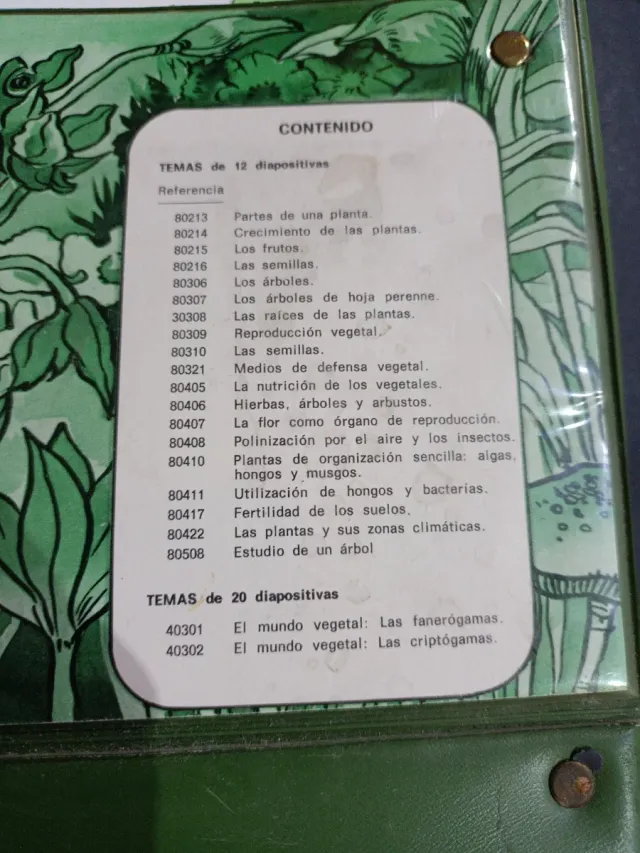 CONTENIDO
TEMAS de 12 diapositivas
Referencia
80213 Partes de una planta.
80214 Crecimiento de las plantas.
80215 Los frutos.
80216 Las semillas.
80306 Los árboles.
80307 Los árboles de hoja perenne.
30308 Las raíces de las plantas.
80309 Reproducción vegetal.
80310 Las semillas.
80321 Medios de defensa vegetal.
80405 La nutrición de los vegetales.
80406 Hierbas, árboles y arbustos.
80407 La flor como órgano de reproducción.
80408 Polinización por el aire y los insectos.
80410 Plantas de organización sencilla: algas,
hongos y musgos.
80411 Utilización de hongos y bacterias.
80417 Fertilidad de los suelos.
80422 Las plantas y sus zonas climáticas.
80508 Estudio de un árbol
TEMAS de 20 diapositivas
40301 El mundo vegetal: Las fanerógamas.
40302 El mundo vegetal: Las criptógamas.